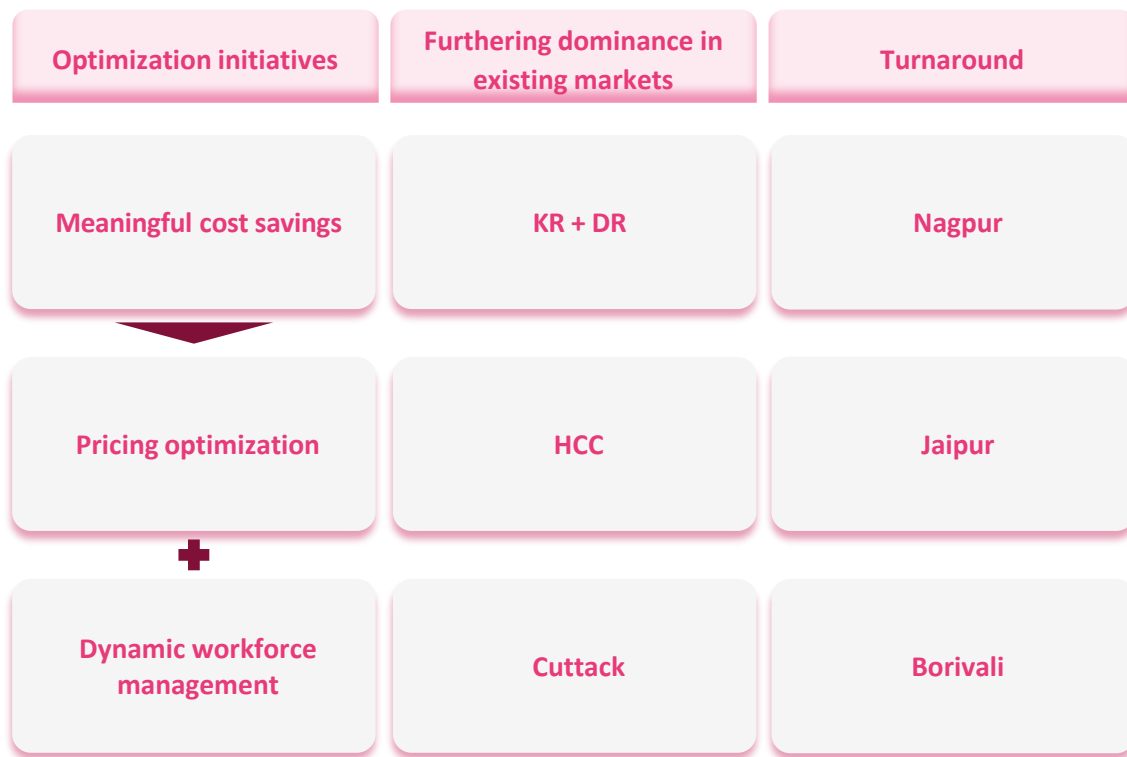 Optimization initiatives
Furthering dominance in
existing markets
Turnaround
Meaningful cost savings
KR + DR
Nagpur
Pricing optimization
HCC
Jaipur
Dynamic workforce
management
Cuttack
Borivali